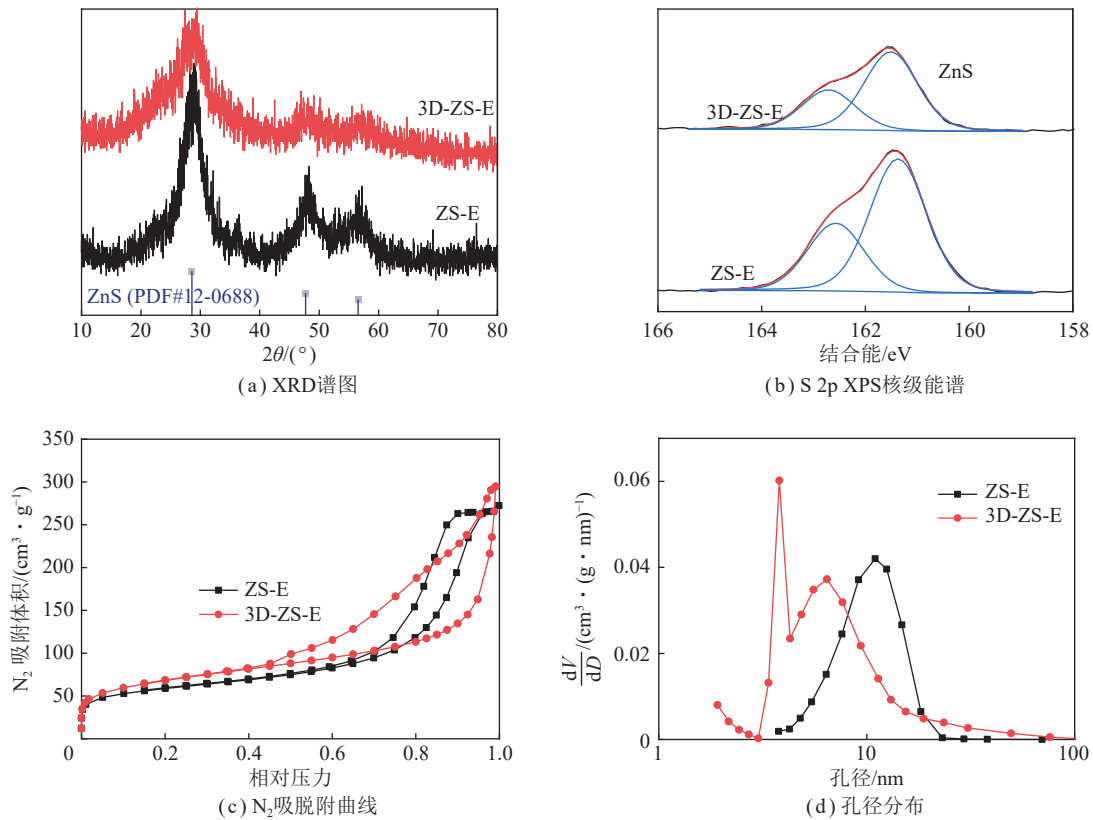 3D-ZS-E
ZS-E
ZnS (PDF#12-0688)
10 20 30 40 50 60 70 80
2θ/(°)
(a) XRD谱图
ZnS
3D-ZS-E
ZS-E
166 164 162 160 158
结合能/eV
(b) S 2p XPS核级能谱
350
300
250
200
150
100
50
0 0.2 0.4 0.6 0.8 1.0
N₂ 吸附体积/(cm³·g⁻¹)
ZS-E
3D-ZS-E
相对压力
(c) N₂吸脱附曲线
0.06
0.04
0.02
0
dV/dD/(cm³·(g·nm)⁻¹)
ZS-E
3D-ZS-E
1 10 100
孔径/nm
(d) 孔径分布